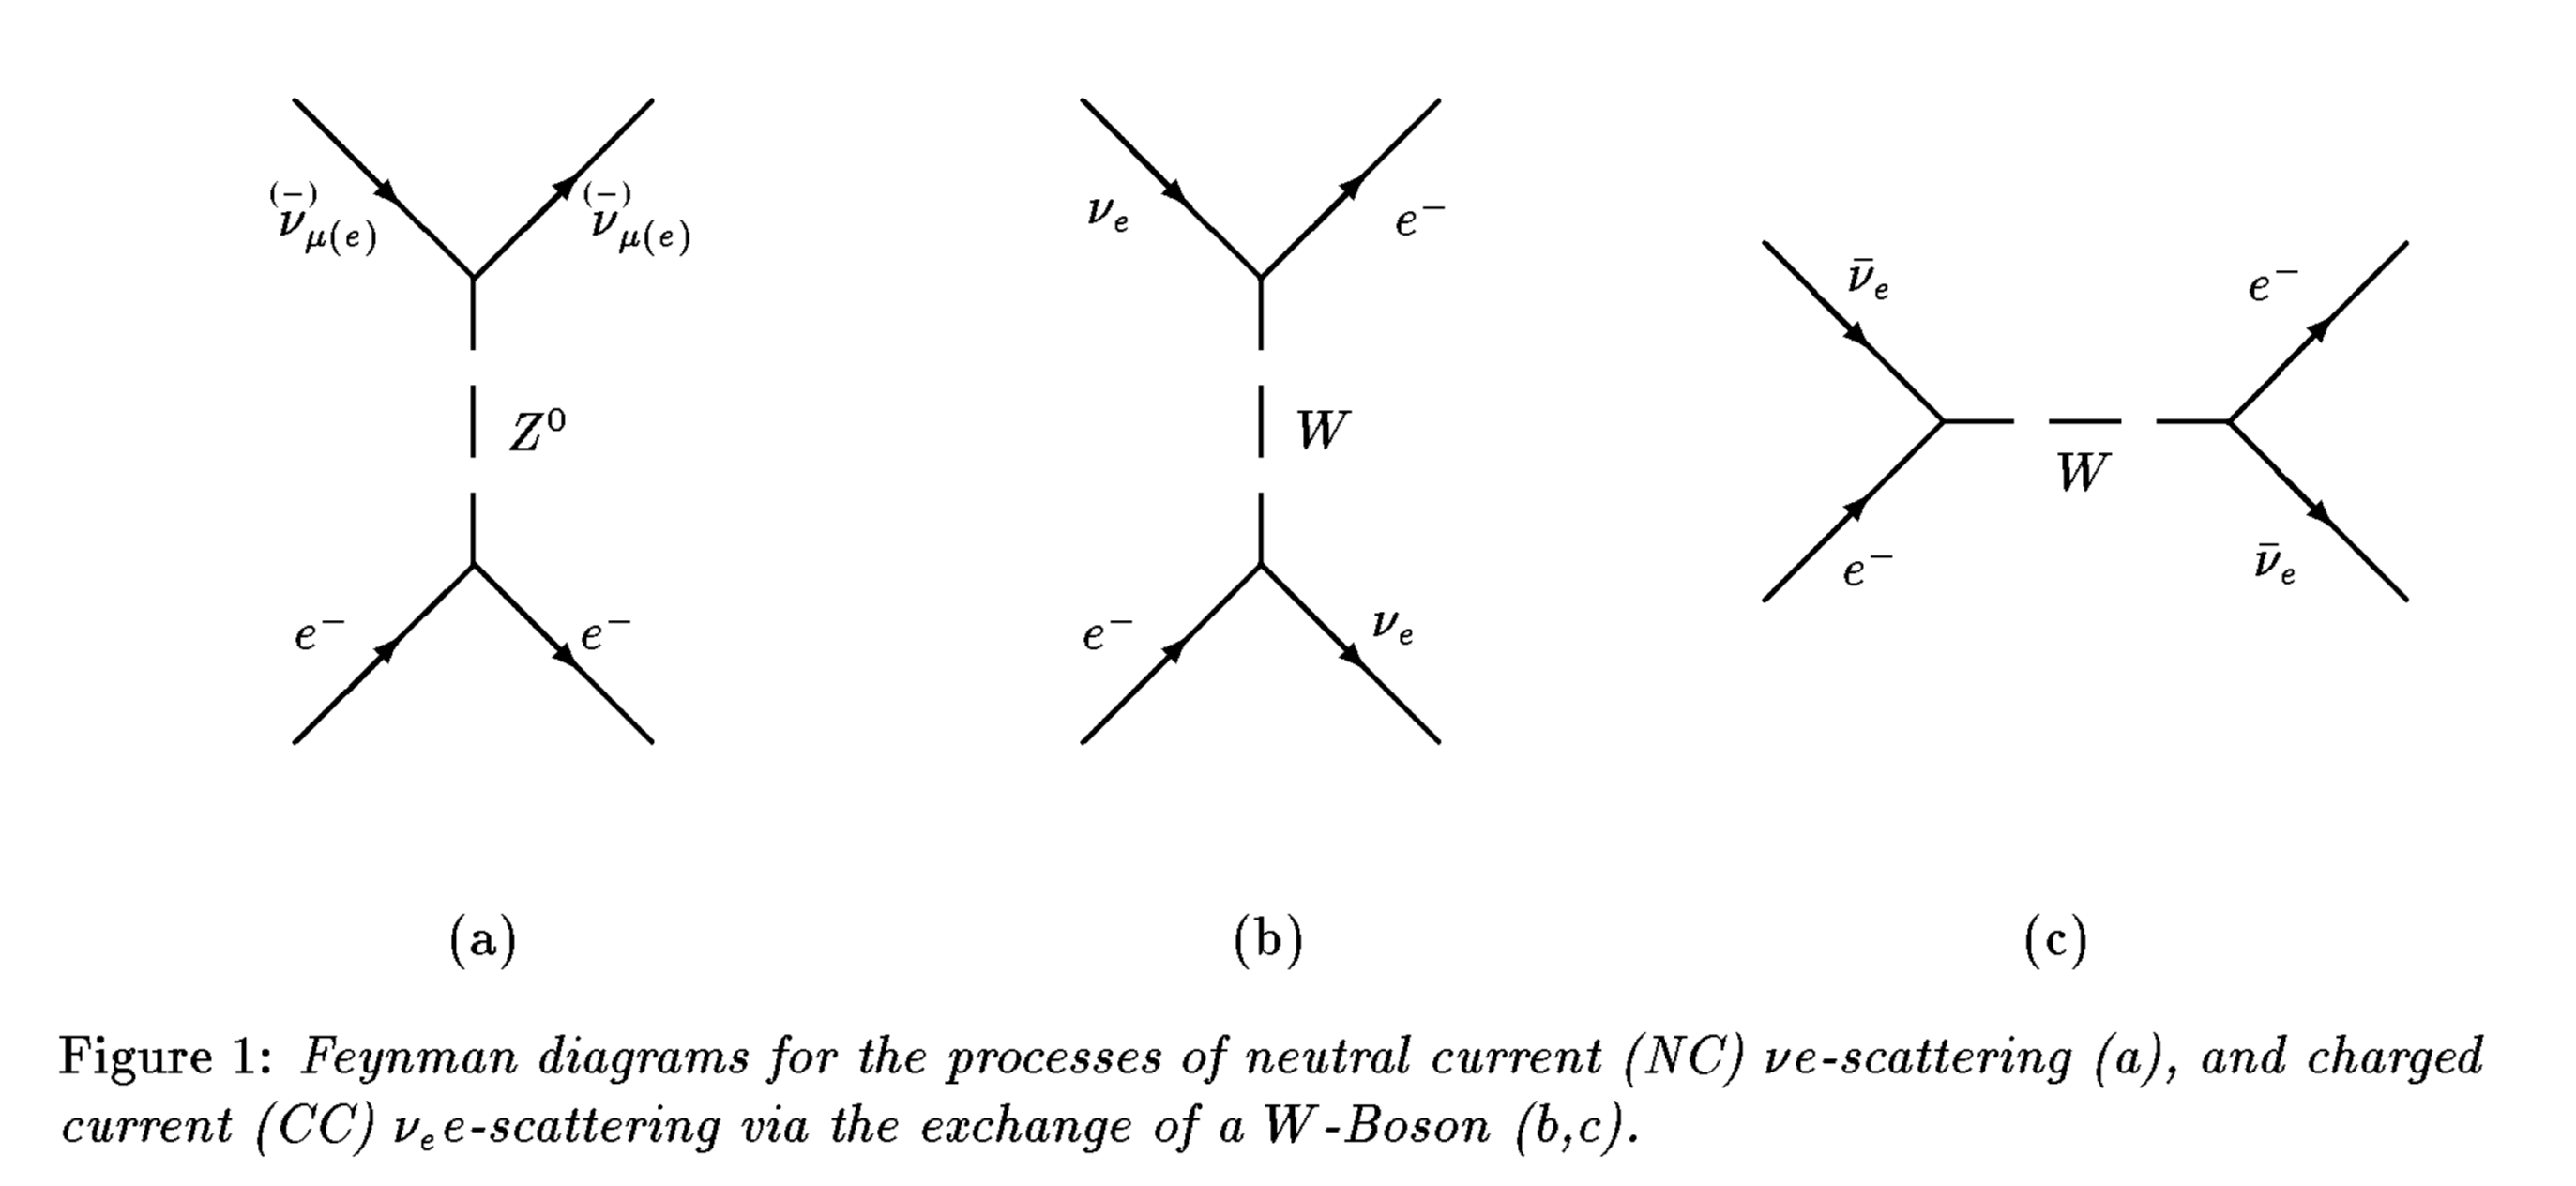 (−)
ν μ(e)
(−)
ν μ(e)
Z⁰
e⁻
e⁻
(a)
νₑ
e⁻
W
e⁻
νₑ
(b)
ν̄ₑ
e⁻
W
e⁻
ν̄ₑ
(c)
Figure 1: Feynman diagrams for the processes of neutral current (NC) νe-scattering (a), and charged
current (CC) νₑe-scattering via the exchange of a W-Boson (b,c).